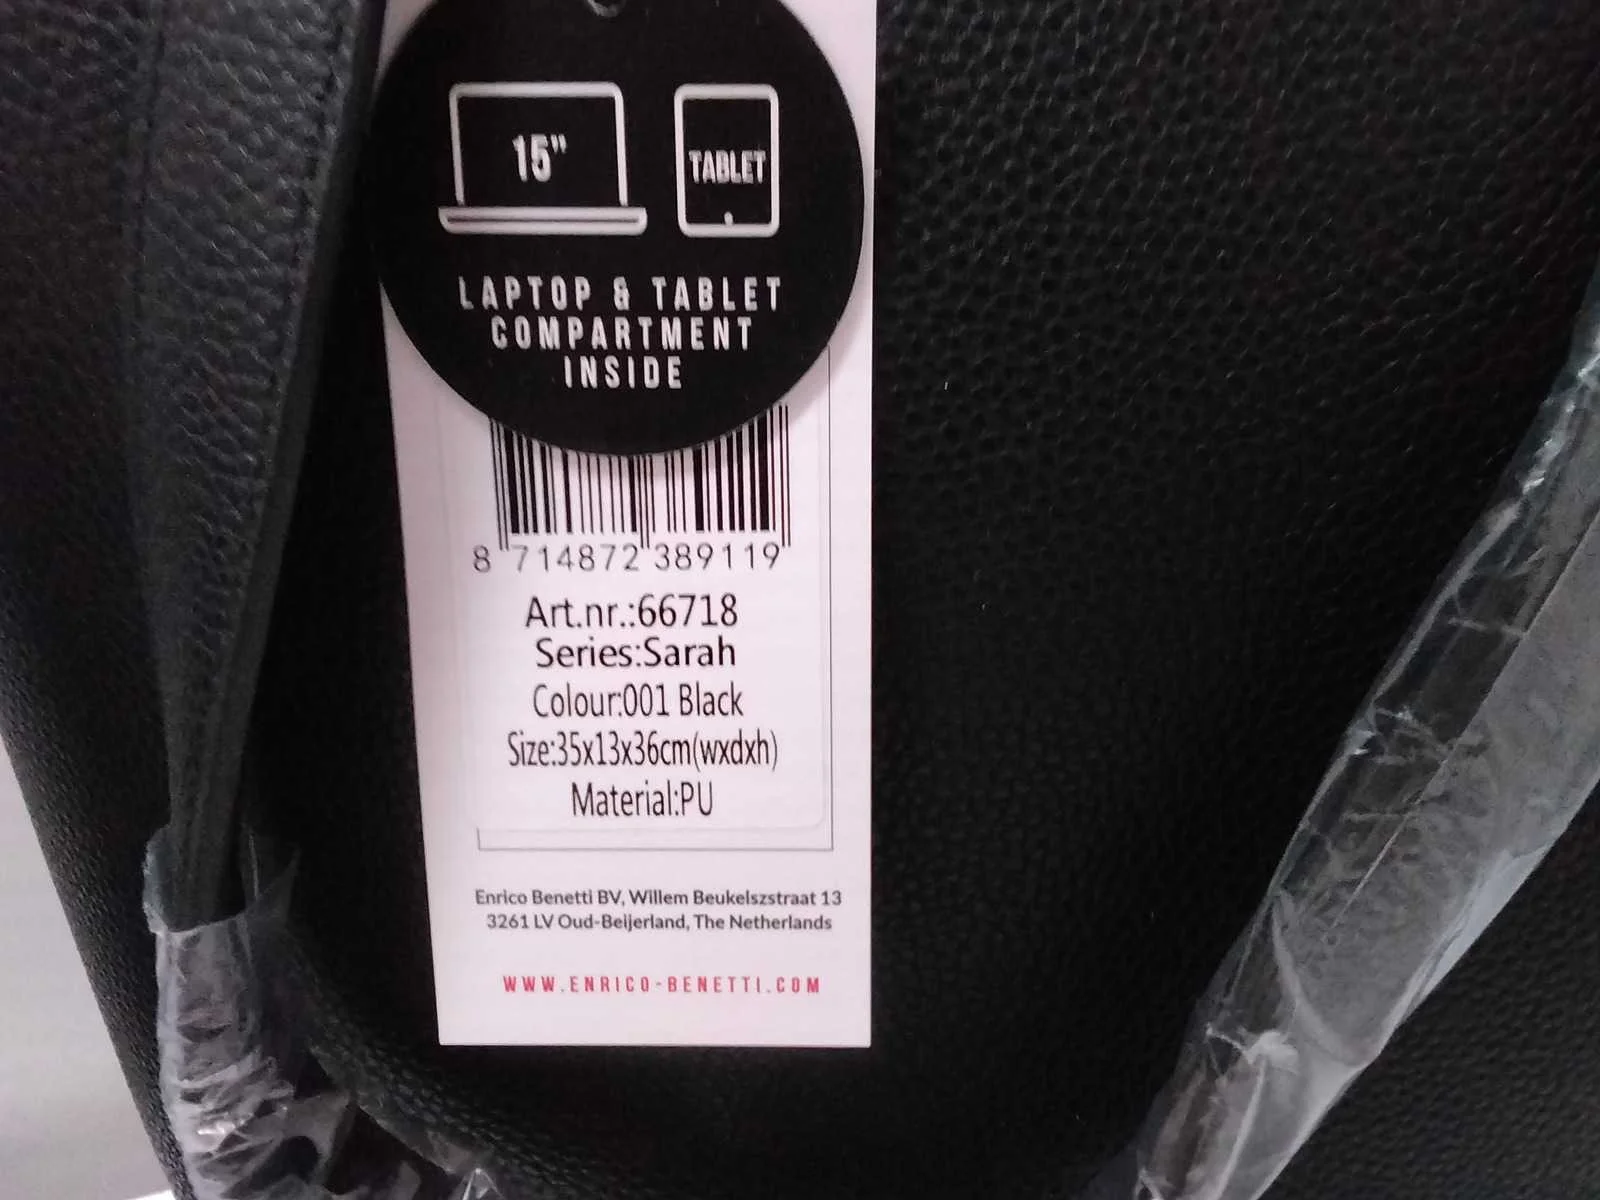 15"
TABLET
LAPTOP & TABLET
COMPARTMENT
INSIDE
8 714872 389119
Art.nr.:66718
Series:Sarah
Colour:001 Black
Size:35x13x36cm(wxdxh)
Material:PU
Enrico Benetti BV, Willem Beukelszstraat 13
3261 LV Oud-Beijerland, The Netherlands
WWW.ENRICO-BENETTI.COM